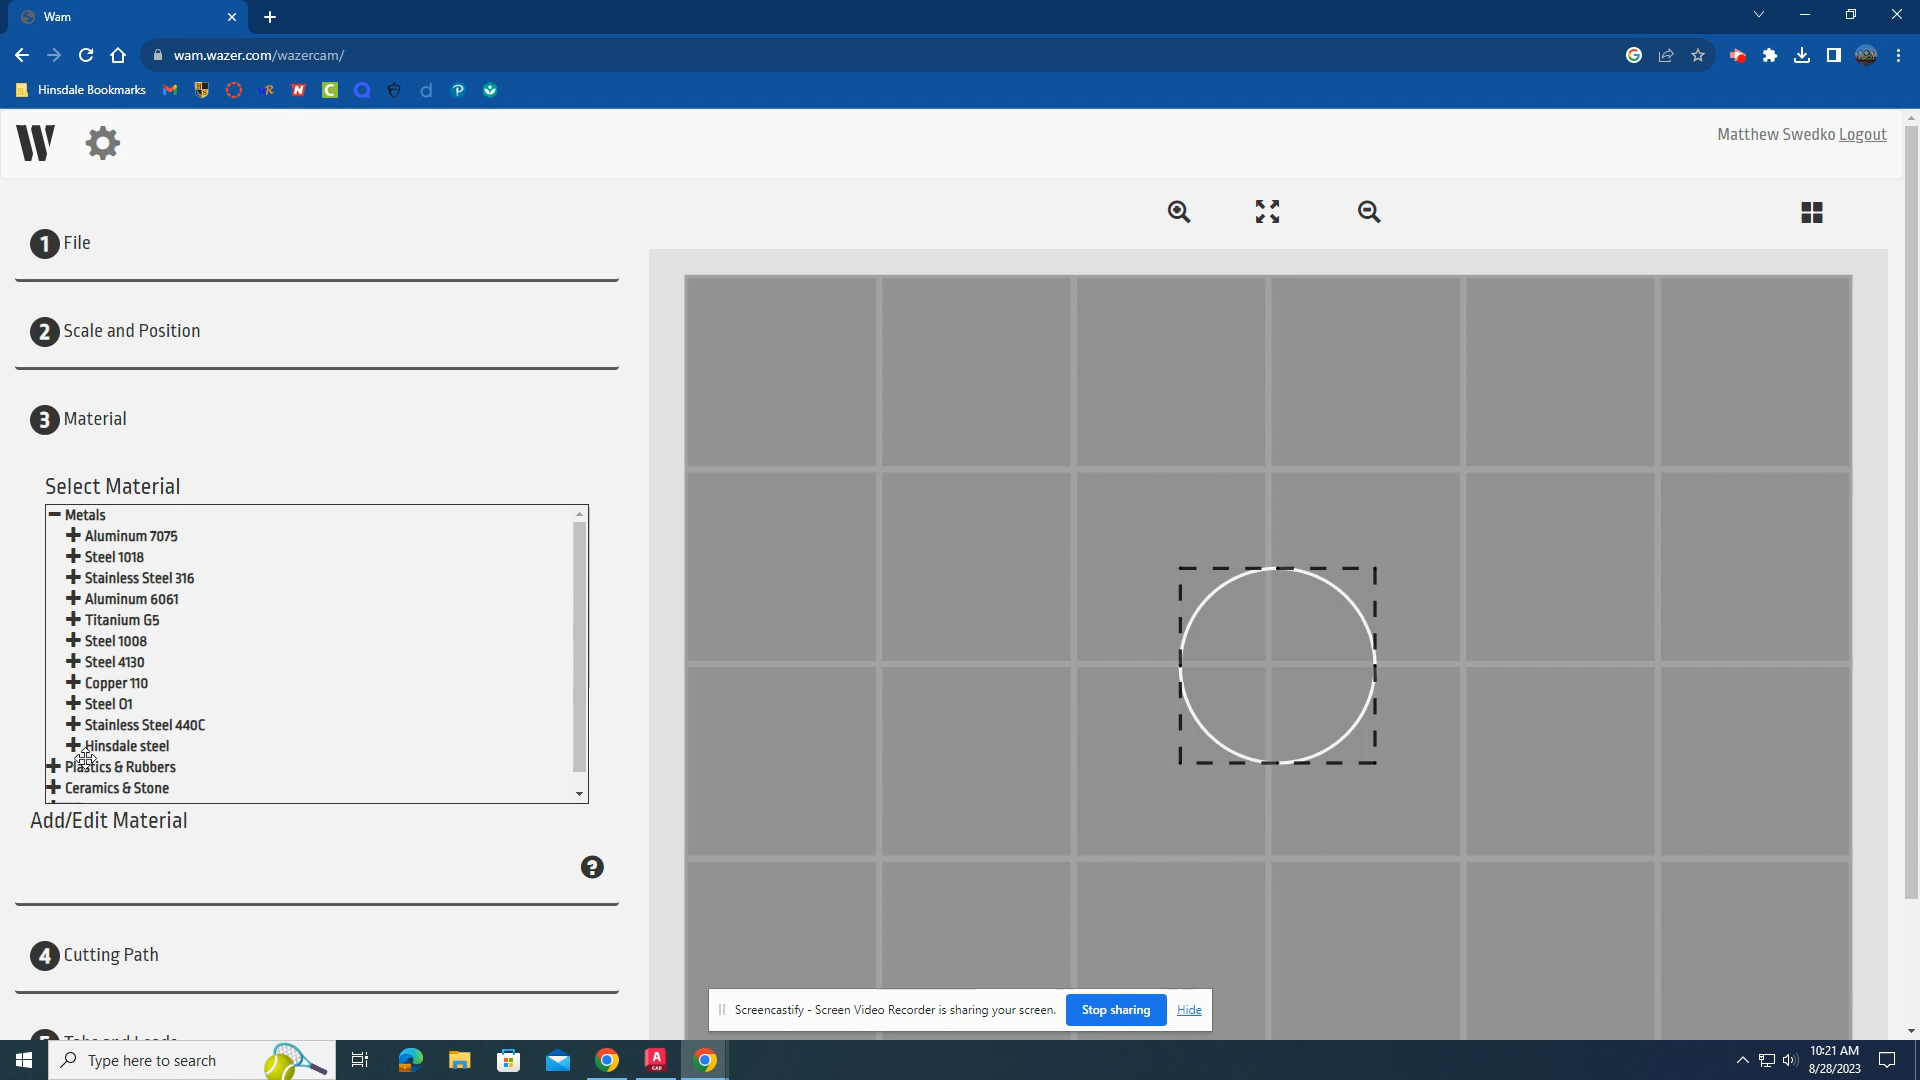 Wam
wam.wazer.com/wazercam/
Hinsdale Bookmarks
Matthew Swedko Logout
1 File
2 Scale and Position
3 Material
Select Material
Metals
Aluminum 7075
Steel 1018
Stainless Steel 316
Aluminum 6061
Titanium G5
Steel 1008
Steel 4130
Copper 110
Steel O1
Stainless Steel 440C
Hinsdale steel
Plastics & Rubbers
Ceramics & Stone
Add/Edit Material
?
4 Cutting Path
Screencastify - Screen Video Recorder is sharing your screen. Stop sharing Hide
Type here to search
10:21 AM
8/28/2023